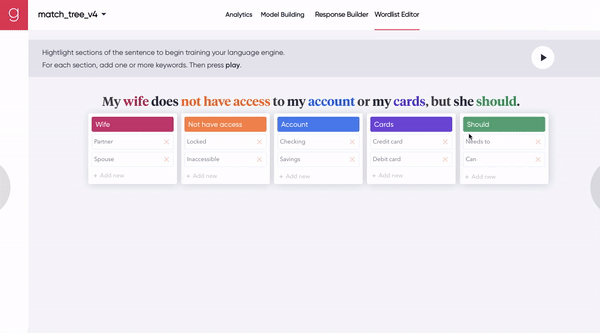 g
match_tree_v4
Analytics Model Building Response Builder Wordlist Editor
Hightlight sections of the sentence to begin training your language engine.
For each section, add one or more keywords. Then press play.
My wife does not have access to my account or my cards, but she should.
Wife Not have access Account Cards Should
Partner Locked Checking Credit card Needs to
Spouse Inaccessible Savings Debit card Can
+ Add new + Add new + Add new + Add new + Add new